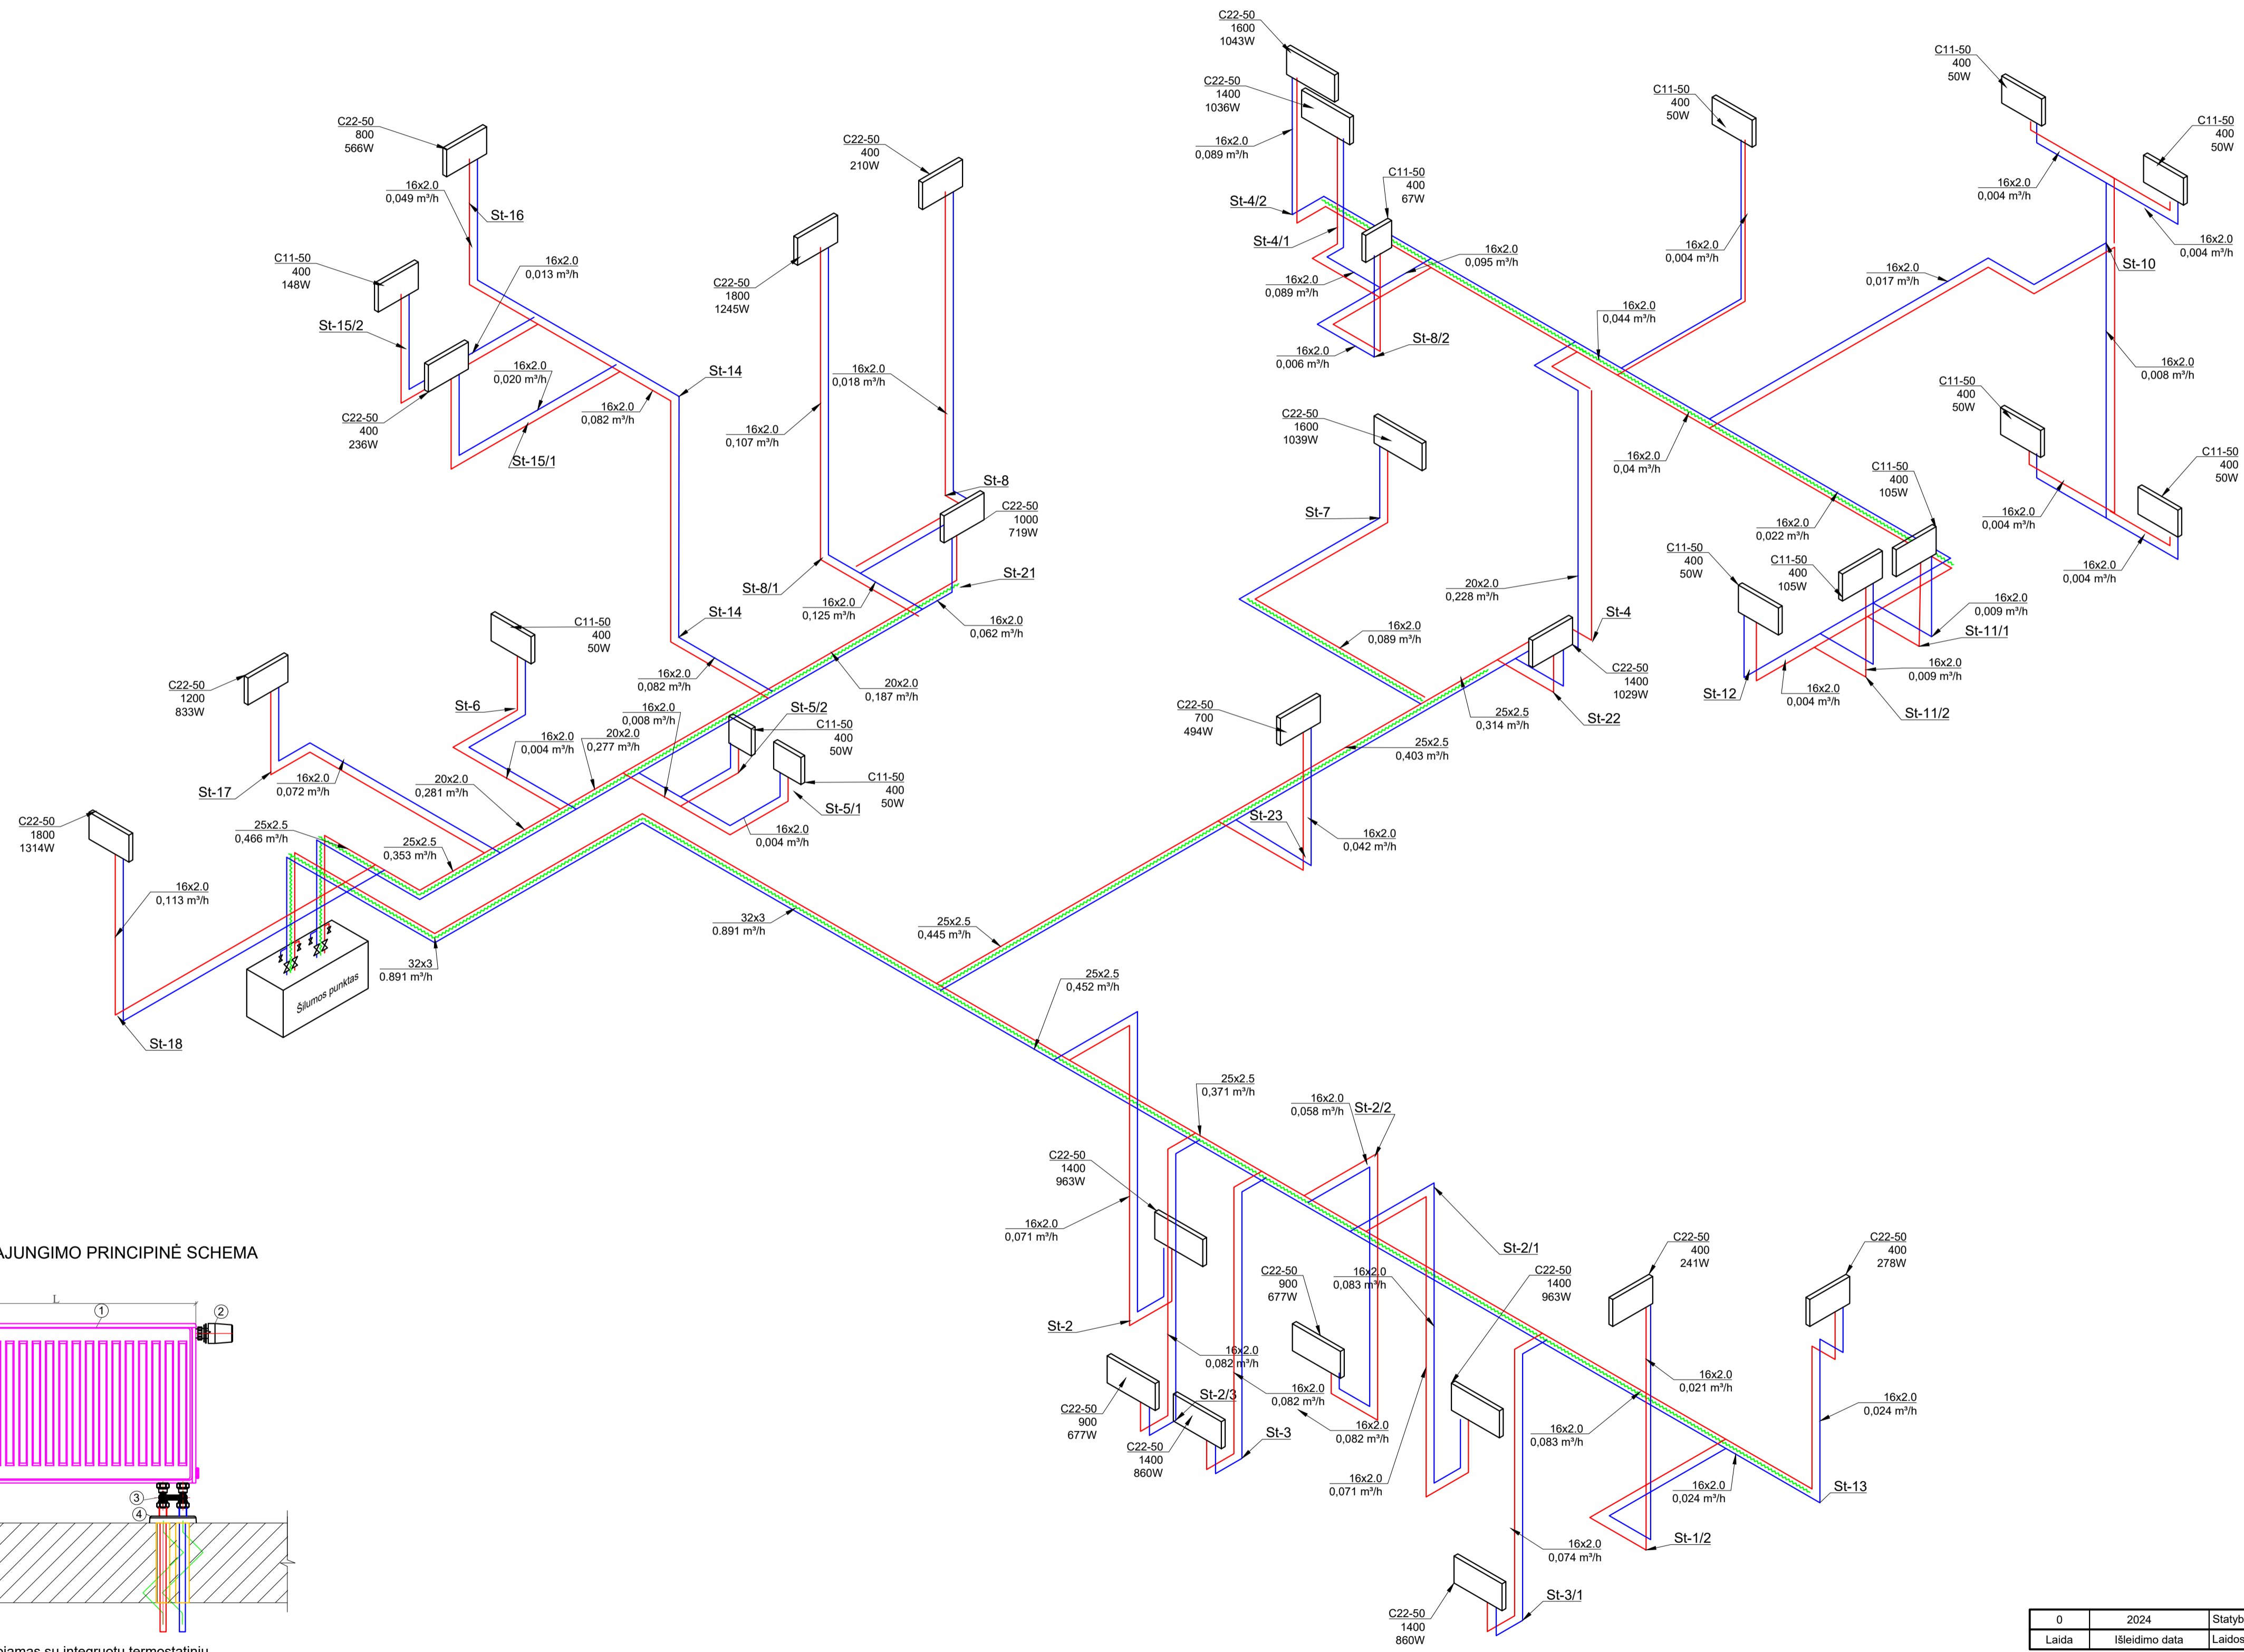 C22-50
1600
1043W
C22-50
1400
1036W
16x2.0
0,089 m³/h
C11-50
400
67W
St-4/2
St-4/1
16x2.0
0,095 m³/h
16x2.0
0,089 m³/h
St-8/2
16x2.0
0,006 m³/h
C11-50
400
50W
16x2.0
0,004 m³/h
16x2.0
0,044 m³/h
C11-50
400
50W
C11-50
400
50W
16x2.0
0,004 m³/h
16x2.0
0,004 m³/h
St-10
16x2.0
0,017 m³/h
16x2.0
0,008 m³/h
C11-50
400
50W
C11-50
400
50W
16x2.0
0,004 m³/h
16x2.0
0,004 m³/h
16x2.0
0,04 m³/h
16x2.0
0,022 m³/h
C11-50
400
105W
C11-50
400
105W
C11-50
400
50W
16x2.0
0,009 m³/h
St-11/1
16x2.0
0,009 m³/h
St-11/2
16x2.0
0,004 m³/h
St-12
C22-50
800
566W
16x2.0
0,049 m³/h
St-16
C11-50
400
148W
16x2.0
0,013 m³/h
St-15/2
16x2.0
0,020 m³/h
C22-50
400
236W
St-15/1
16x2.0
0,082 m³/h
St-14
C22-50
400
210W
C22-50
1800
1245W
16x2.0
0,018 m³/h
16x2.0
0,107 m³/h
St-8
C22-50
1000
719W
St-21
St-8/1
16x2.0
0,125 m³/h
16x2.0
0,062 m³/h
St-14
16x2.0
0,082 m³/h
20x2.0
0,187 m³/h
C11-50
400
50W
St-6
16x2.0
0,004 m³/h
20x2.0
0,277 m³/h
16x2.0
0,008 m³/h
St-5/2
C11-50
400
50W
C11-50
400
50W
St-5/1
16x2.0
0,004 m³/h
C22-50
1200
833W
St-17
16x2.0
0,072 m³/h
20x2.0
0,281 m³/h
C22-50
1800
1314W
25x2.5
0,466 m³/h
25x2.5
0,353 m³/h
16x2.0
0,113 m³/h
St-18
Šilumos punktas
32x3
0.891 m³/h
32x3
0.891 m³/h
C22-50
1600
1039W
St-7
16x2.0
0,089 m³/h
20x2.0
0,228 m³/h
St-4
C22-50
1400
1029W
St-22
25x2.5
0,314 m³/h
C22-50
700
494W
25x2.5
0,403 m³/h
St-23
16x2.0
0,042 m³/h
25x2.5
0,445 m³/h
25x2.5
0,452 m³/h
25x2.5
0,371 m³/h
16x2.0
0,058 m³/h
St-2/2
C22-50
1400
963W
16x2.0
0,071 m³/h
St-2
16x2.0
0,082 m³/h
C22-50
900
677W
St-2/3
16x2.0
0,082 m³/h
C22-50
1400
860W
St-3
C22-50
900
677W
16x2.0
0,082 m³/h
16x2.0
0,083 m³/h
St-2/1
C22-50
1400
963W
16x2.0
0,071 m³/h
C22-50
400
241W
C22-50
400
278W
16x2.0
0,021 m³/h
16x2.0
0,024 m³/h
16x2.0
0,083 m³/h
16x2.0
0,024 m³/h
St-13
St-1/2
16x2.0
0,074 m³/h
St-3/1
C22-50
1400
860W
AJUNGIMO PRINCIPINĖ SCHEMA
L
1
2
3
4
0 2024 Statyb
Laida Išleidimo data Laidos